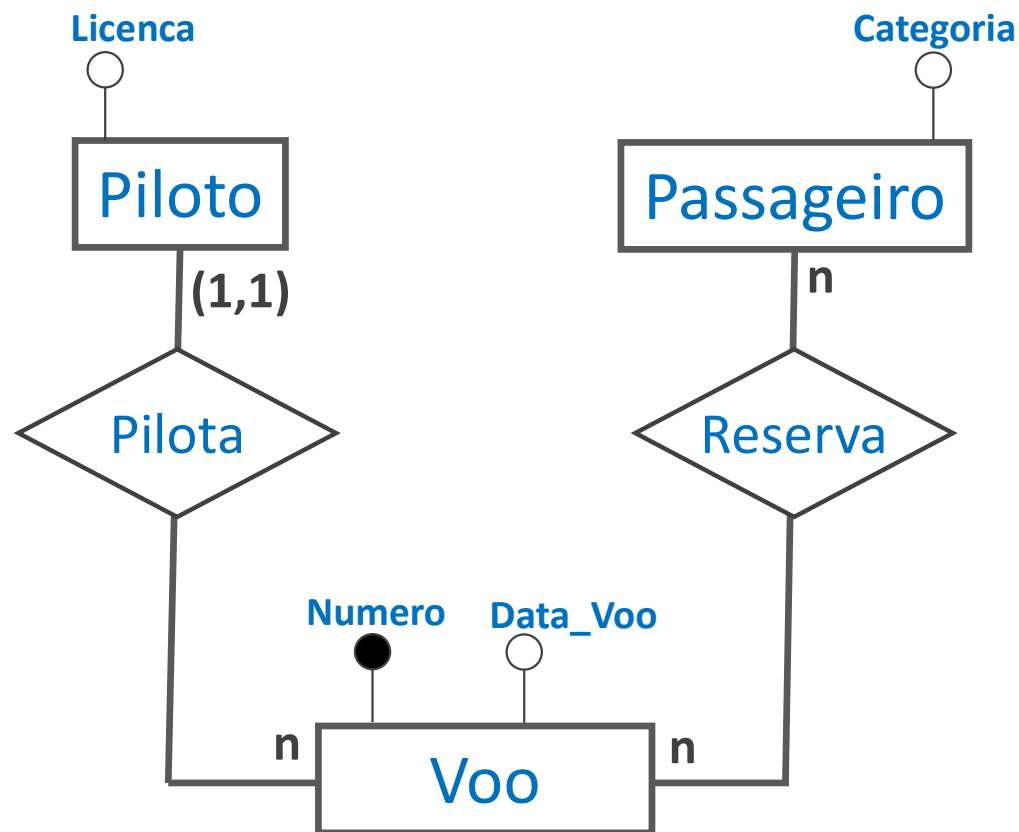 Licenca
Categoria
Piloto
Passageiro
(1,1)
n
Pilota
Reserva
Numero
Data_Voo
n
n
Voo